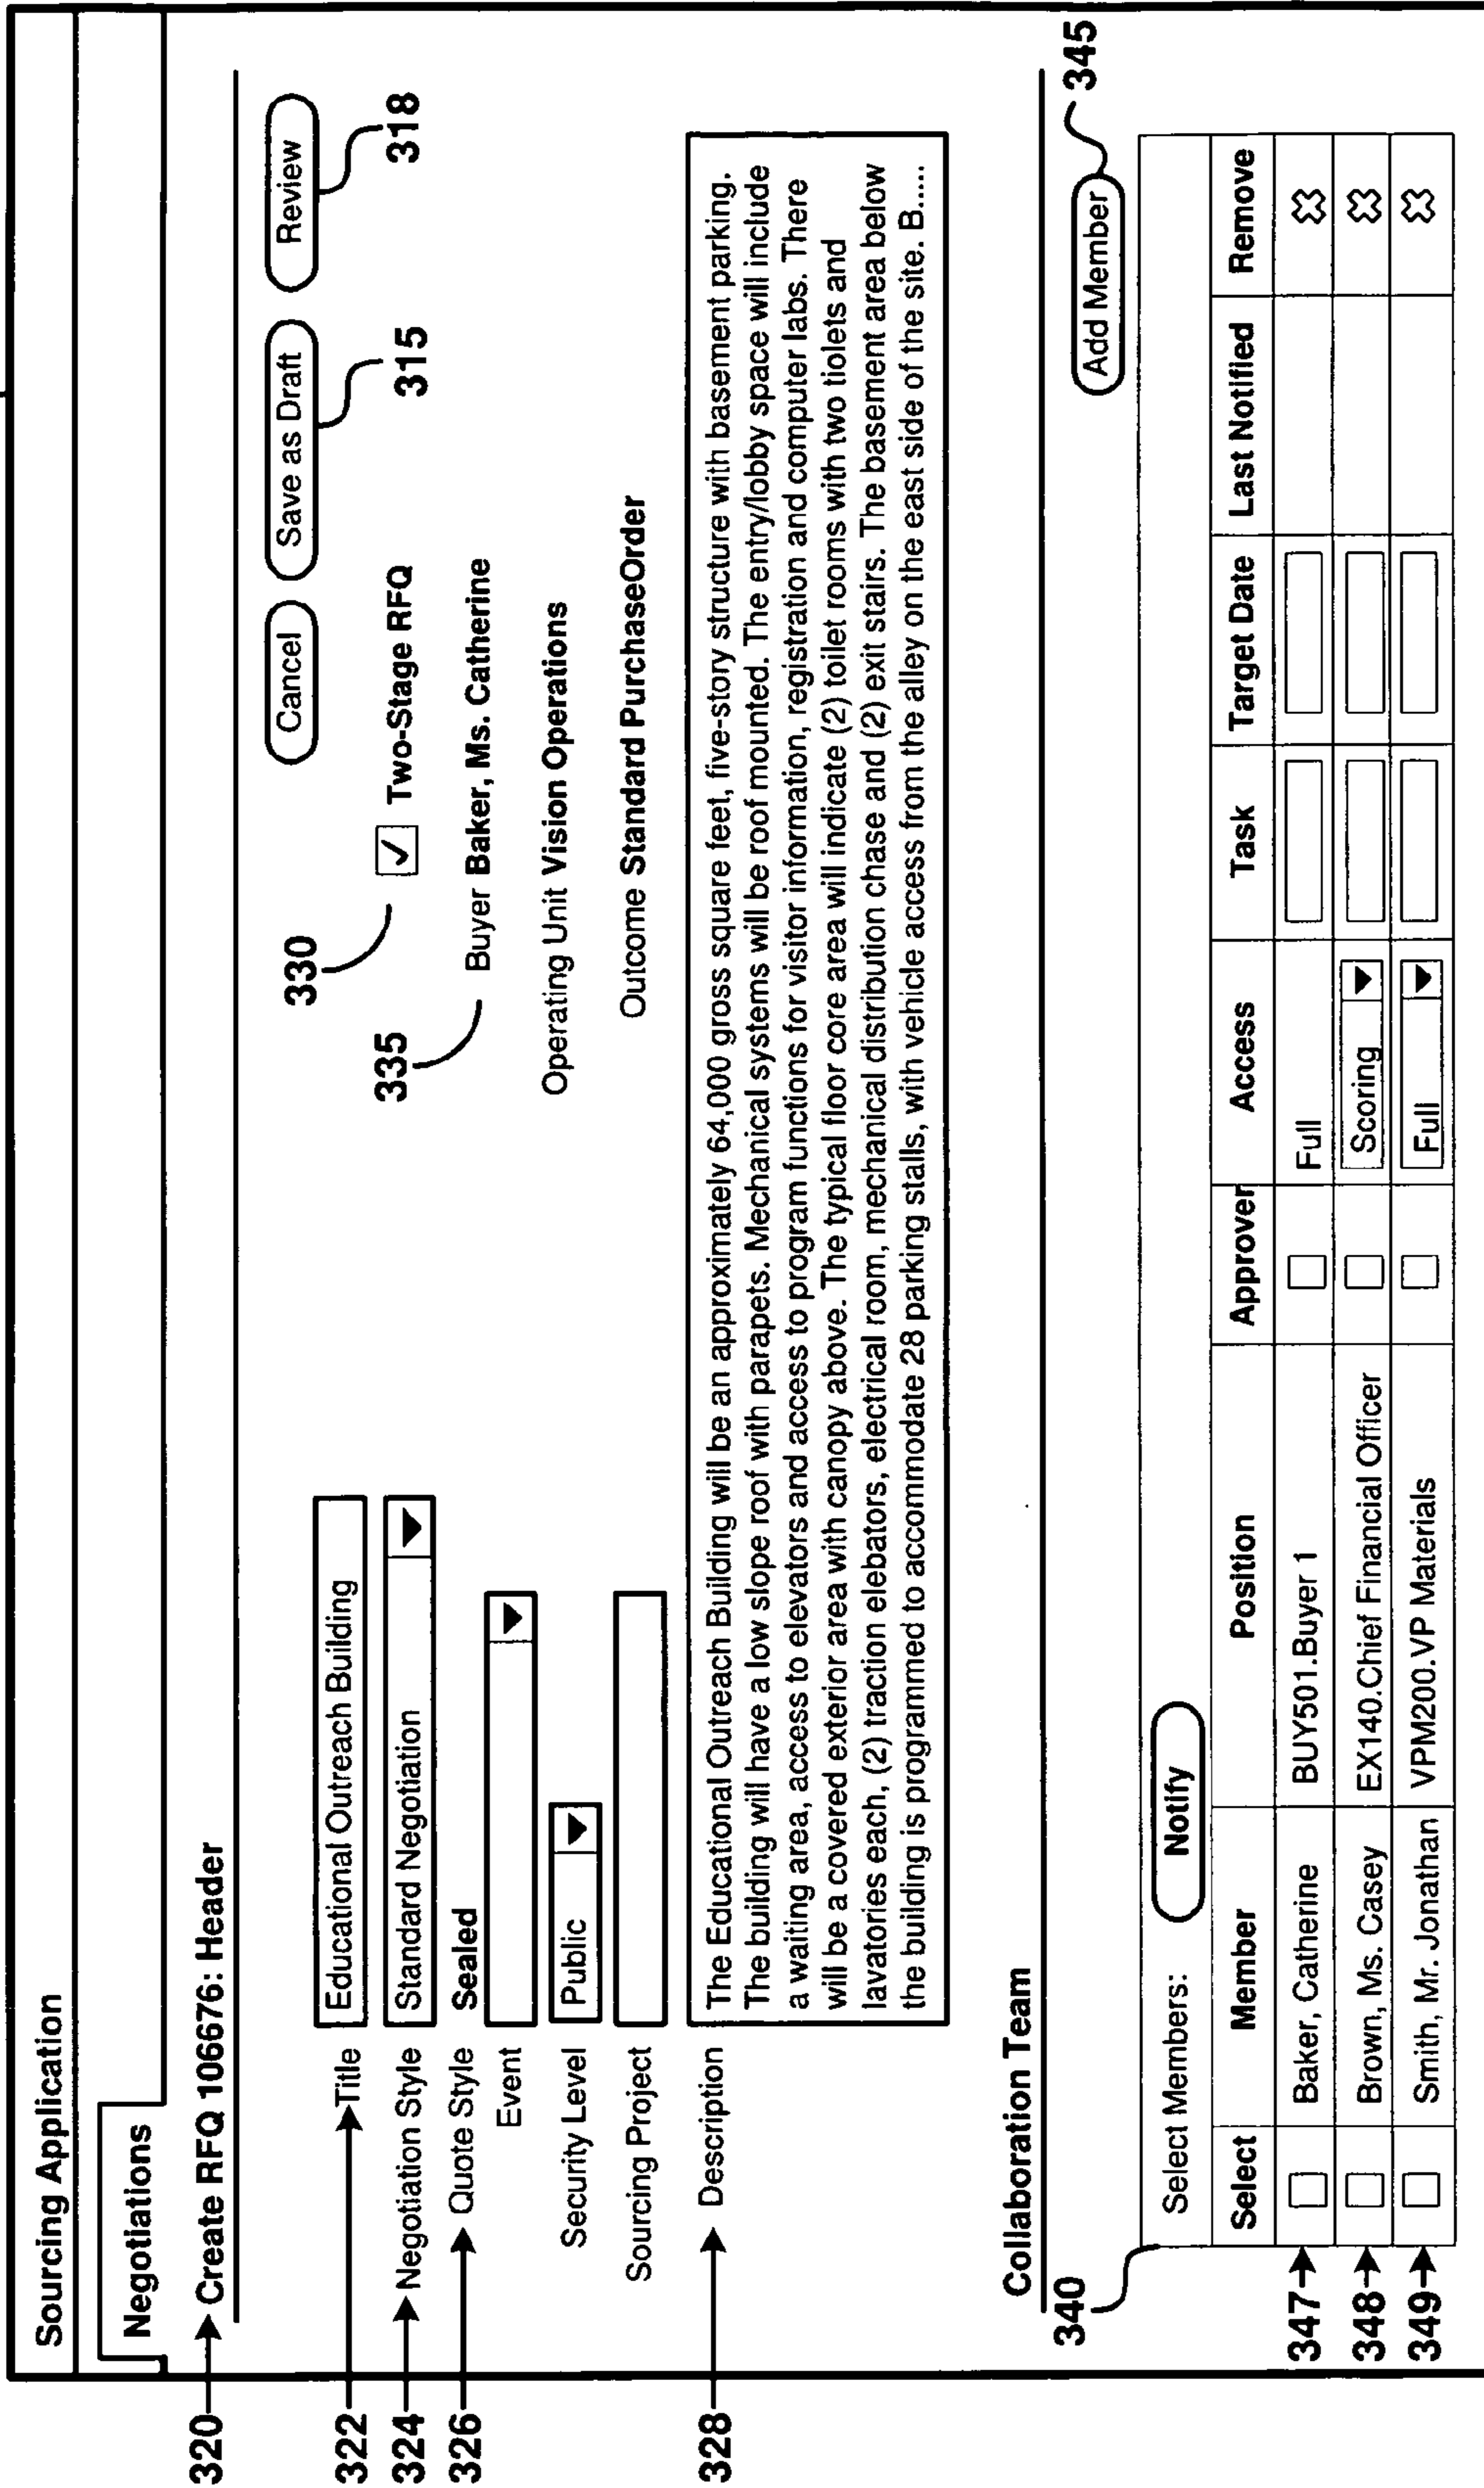 Sourcing Application
Negotiations
320 Create RFQ 106676: Header
Cancel Save as Draft Review
315 318
322 Title Educational Outreach Building
330 Two-Stage RFQ
324 Negotiation Style Standard Negotiation
335 Buyer Baker, Ms. Catherine
326 Quote Style Sealed
Event
Operating Unit Vision Operations
Security Level Public
Sourcing Project
Outcome Standard PurchaseOrder
328 Description The Educational Outreach Building will be an approximately 64,000 gross square feet, five-story structure with basement parking.
The building will have a low slope roof with parapets. Mechanical systems will be roof mounted. The entry/lobby space will include
a waiting area, access to elevators and access to program functions for visitor information, registration and computer labs. There
will be a covered exterior area with canopy above. The typical floor core area will indicate (2) toilet rooms with two tiolets and
lavatories each, (2) traction elebators, electrical room, mechanical distribution chase and (2) exit stairs. The basement area below
the building is programmed to accommodate 28 parking stalls, with vehicle access from the alley on the east side of the site. B.....
Collaboration Team
340
Add Member 345
Select Members: Notify
Select Member Position Approver Access Task Target Date Last Notified Remove
347 Baker, Catherine BUY501.Buyer 1 Full
348 Brown, Ms. Casey EX140.Chief Financial Officer Scoring
349 Smith, Mr. Jonathan VPM200.VP Materials Full